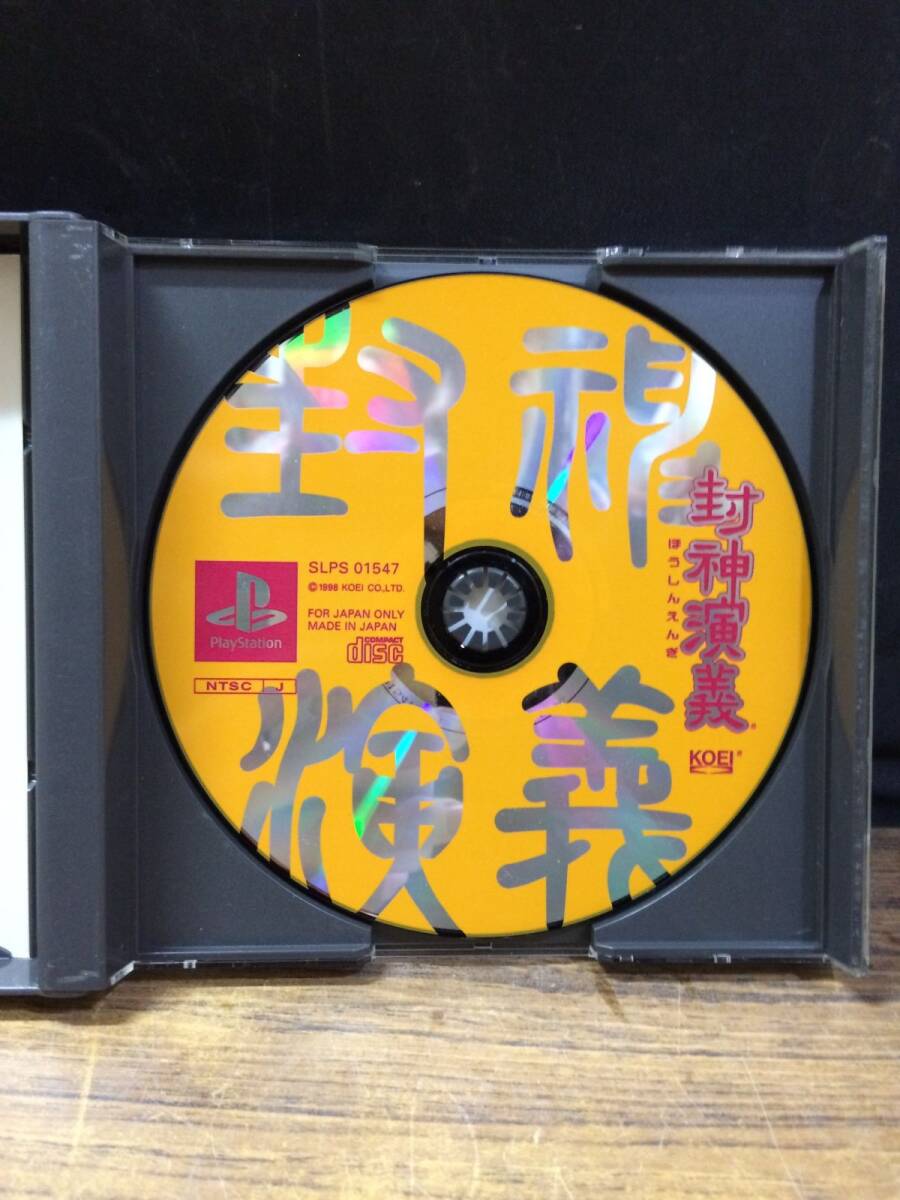 封神
演義
封神演義
ほうしんえんぎ
KOEI
PlayStation
SLPS 01547
©1998 KOEI CO.,LTD.
FOR JAPAN ONLY
MADE IN JAPAN
COMPACT
disc
NTSC J